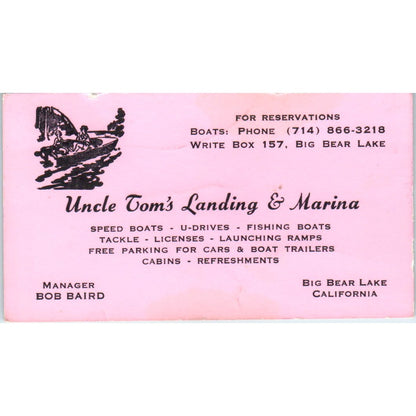 FOR RESERVATIONS
BOATS: PHONE (714) 866-3218
WRITE BOX 157, BIG BEAR LAKE
Uncle Tom's Landing & Marina
SPEED BOATS - U-DRIVES - FISHING BOATS
TACKLE - LICENSES - LAUNCHING RAMPS
FREE PARKING FOR CARS & BOAT TRAILERS
CABINS - REFRESHMENTS
MANAGER
BOB BAIRD
BIG BEAR LAKE
CALIFORNIA